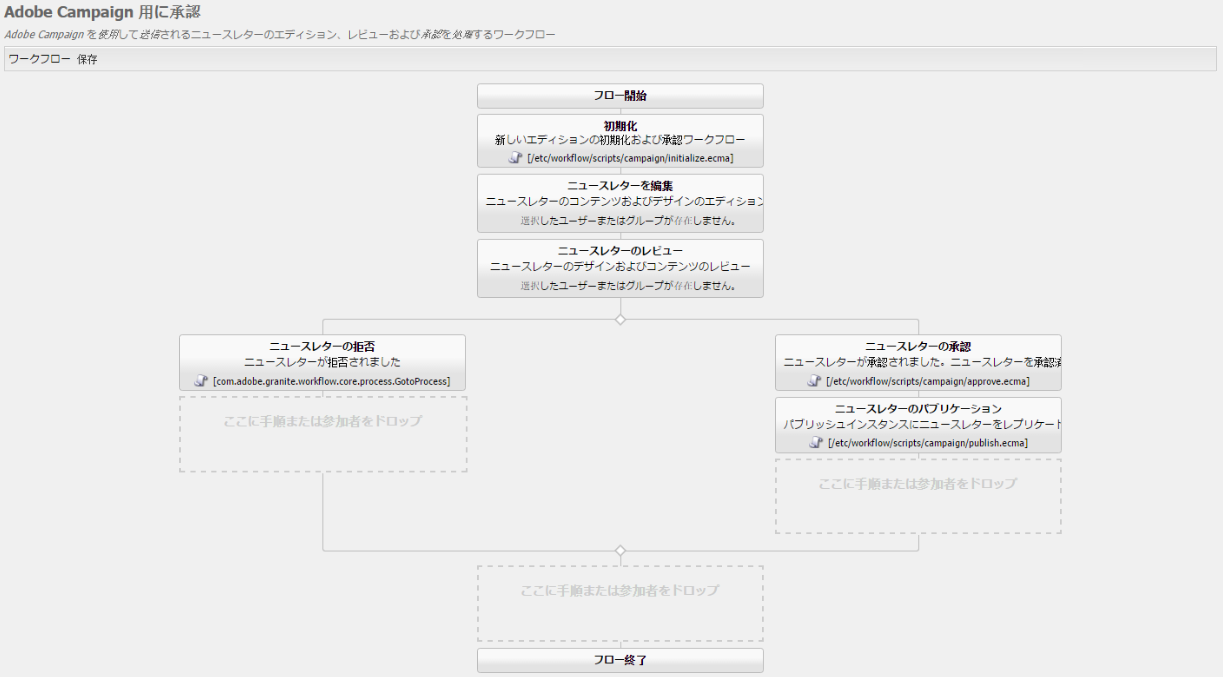 Adobe Campaign 用に承認
Adobe Campaign を使用して送信されるニュースレターのエディション、レビューおよび承認を処理するワークフロー
ワークフロー 保存
フロー開始
初期化
新しいエディションの初期化および承認ワークフロー
[/etc/workflow/scripts/campaign/initialize.ecma]
ニュースレターを編集
ニュースレターのコンテンツおよびデザインのエディション
選択したユーザーまたはグループが存在しません。
ニュースレターのレビュー
ニュースレターのデザインおよびコンテンツのレビュー
選択したユーザーまたはグループが存在しません。
ニュースレターの拒否
ニュースレターが拒否されました
[com.adobe.granite.workflow.core.process.GotoProcess]
ここに手順または参加者をドロップ
ニュースレターの承認
ニュースレターが承認されました。ニュースレターを承認済
[/etc/workflow/scripts/campaign/approve.ecma]
ニュースレターのパブリケーション
パブリッシュインスタンスにニュースレターをレプリケート
[/etc/workflow/scripts/campaign/publish.ecma]
ここに手順または参加者をドロップ
ここに手順または参加者をドロップ
フロー終了